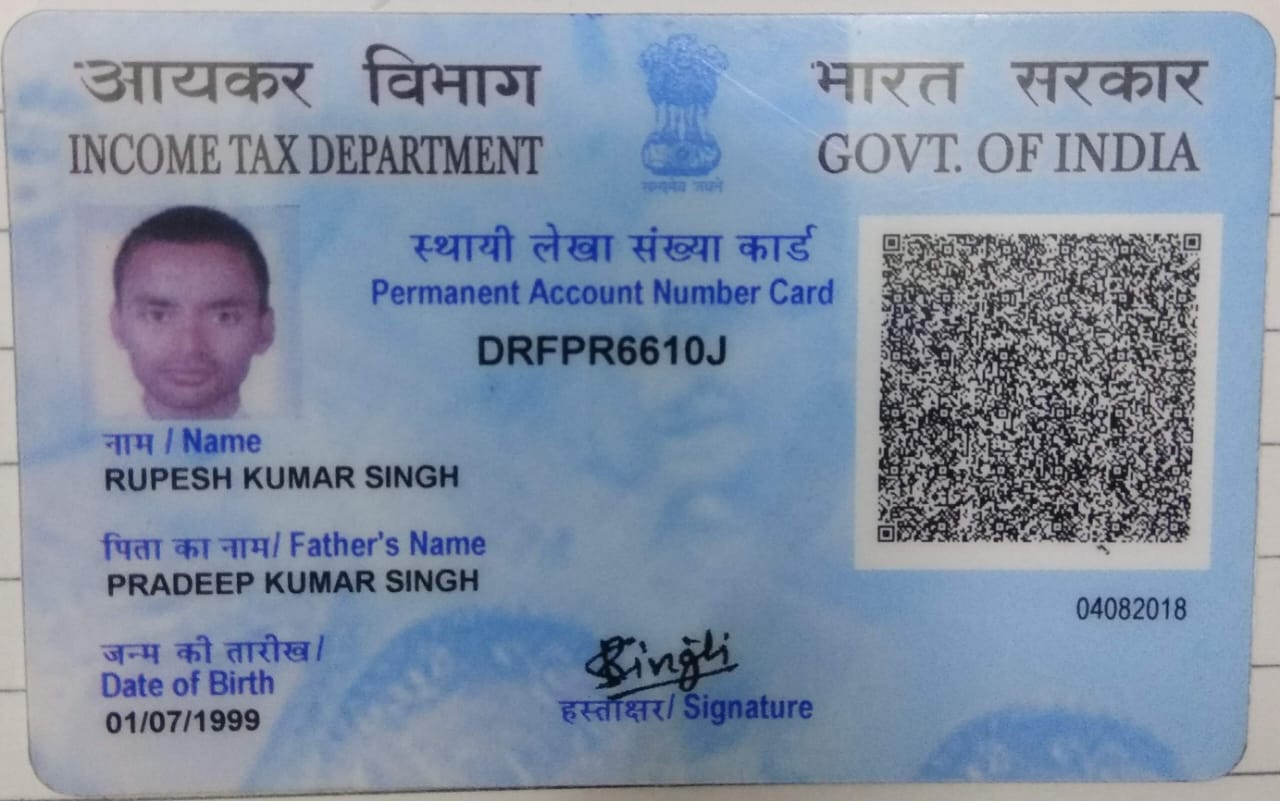 आयकर विभाग
INCOME TAX DEPARTMENT
सत्यमेव जयते
भारत सरकार
GOVT. OF INDIA
स्थायी लेखा संख्या कार्ड
Permanent Account Number Card
DRFPR6610J
नाम / Name
RUPESH KUMAR SINGH
पिता का नाम/ Father's Name
PRADEEP KUMAR SINGH
जन्म की तारीख/
Date of Birth
01/07/1999
RSingh
हस्ताक्षर/ Signature
04082018